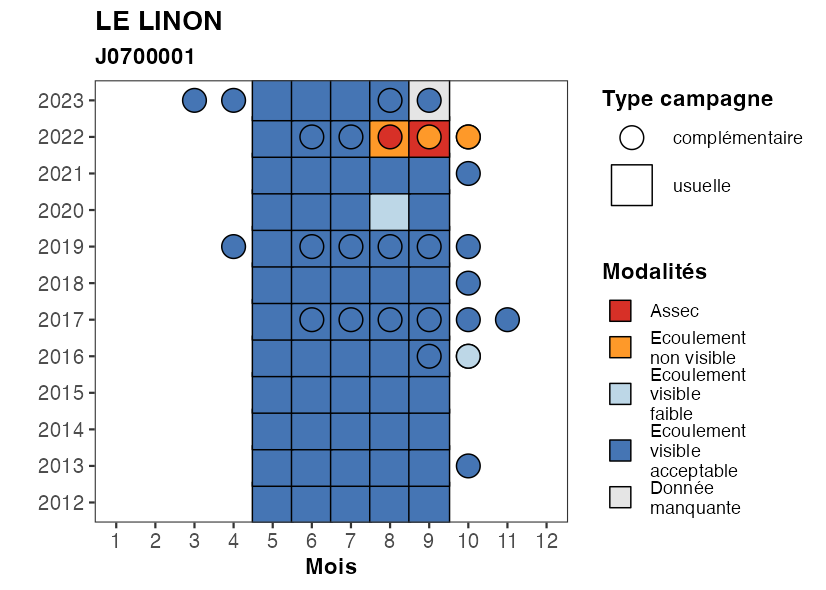 LE LINON
J0700001
2023
2022
2021
2020
2019
2018
2017
2016
2015
2014
2013
2012
1 2 3 4 5 6 7 8 9 10 11 12
Mois
Type campagne
complémentaire
usuelle
Modalités
Assec
Ecoulement
non visible
Ecoulement
visible
faible
Ecoulement
visible
acceptable
Donnée
manquante